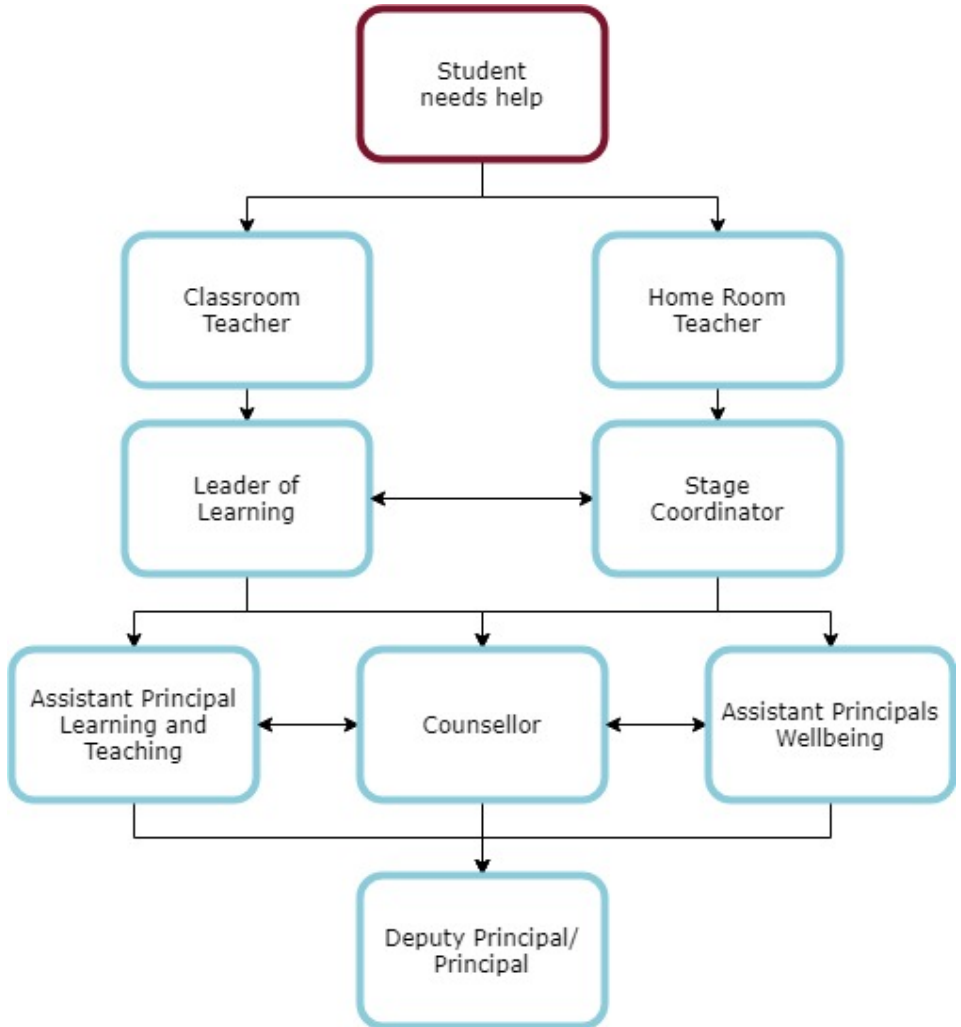 Student
needs help
Classroom
Teacher
Home Room
Teacher
Leader of
Learning
Stage
Coordinator
Assistant Principal
Learning and
Teaching
Counsellor
Assistant Principals
Wellbeing
Deputy Principal/
Principal